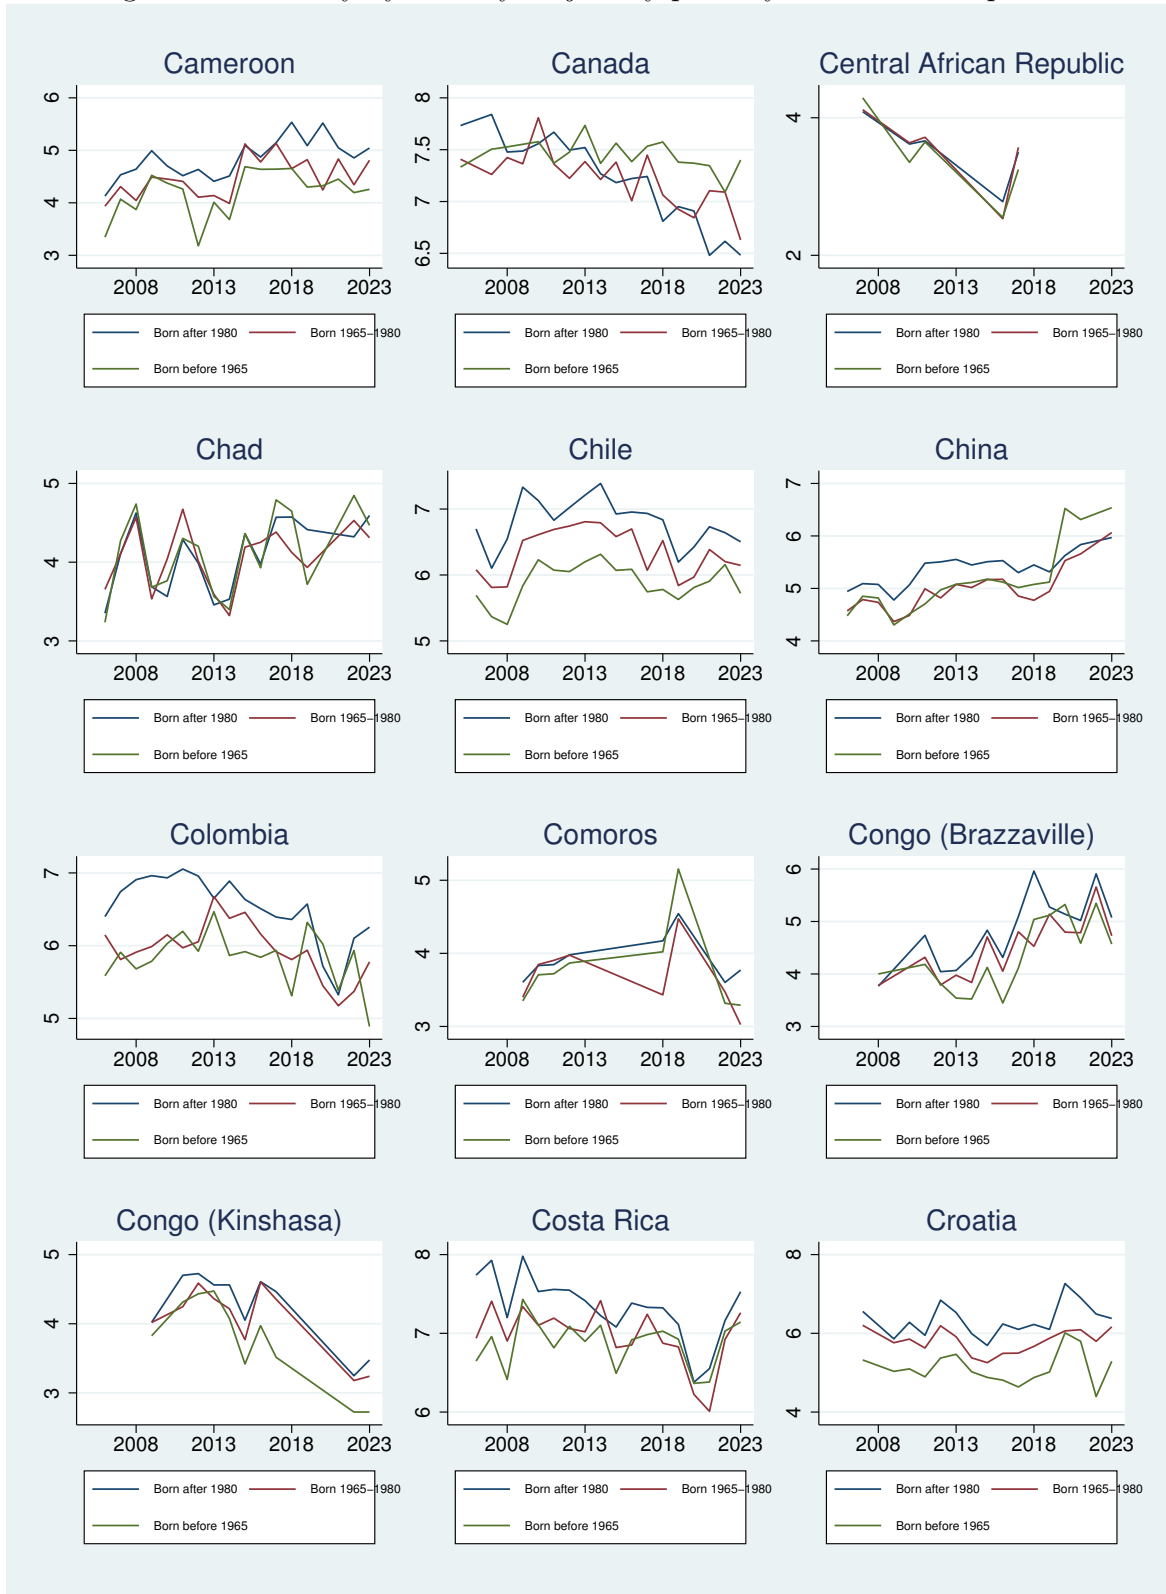 Cameroon Canada Central African Republic
6 5 4 3
2008 2013 2018 2023
8 7.5 7 6.5
2008 2013 2018 2023
4 2
2008 2013 2018 2023
Born after 1980 Born 1965–1980
Born before 1965
Born after 1980 Born 1965–1980
Born before 1965
Born after 1980 Born 1965–1980
Born before 1965
Chad Chile China
5 4 3
2008 2013 2018 2023
7 6 5
2008 2013 2018 2023
7 6 5 4
2008 2013 2018 2023
Born after 1980 Born 1965–1980
Born before 1965
Born after 1980 Born 1965–1980
Born before 1965
Born after 1980 Born 1965–1980
Born before 1965
Colombia Comoros Congo (Brazzaville)
7 6 5
2008 2013 2018 2023
5 4 3
2008 2013 2018 2023
6 5 4 3
2008 2013 2018 2023
Born after 1980 Born 1965–1980
Born before 1965
Born after 1980 Born 1965–1980
Born before 1965
Born after 1980 Born 1965–1980
Born before 1965
Congo (Kinshasa) Costa Rica Croatia
5 4 3
2008 2013 2018 2023
8 7 6
2008 2013 2018 2023
8 6 4
2008 2013 2018 2023
Born after 1980 Born 1965–1980
Born before 1965
Born after 1980 Born 1965–1980
Born before 1965
Born after 1980 Born 1965–1980
Born before 1965